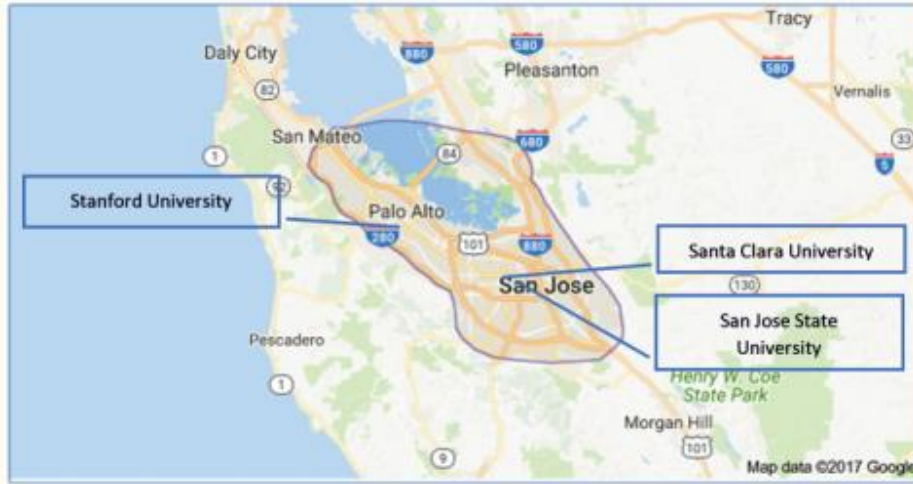 Tracy
Daly City
880
580
Pleasanton
580
82
Vernalis
San Mateo
680
33
1
84
5
92
Stanford University
Palo Alto
280
101
880
Santa Clara University
San Jose
130
San Jose State
University
Pescadero
1
Henry W. Coe
State Park
Morgan Hill
101
9
Map data ©2017 Google